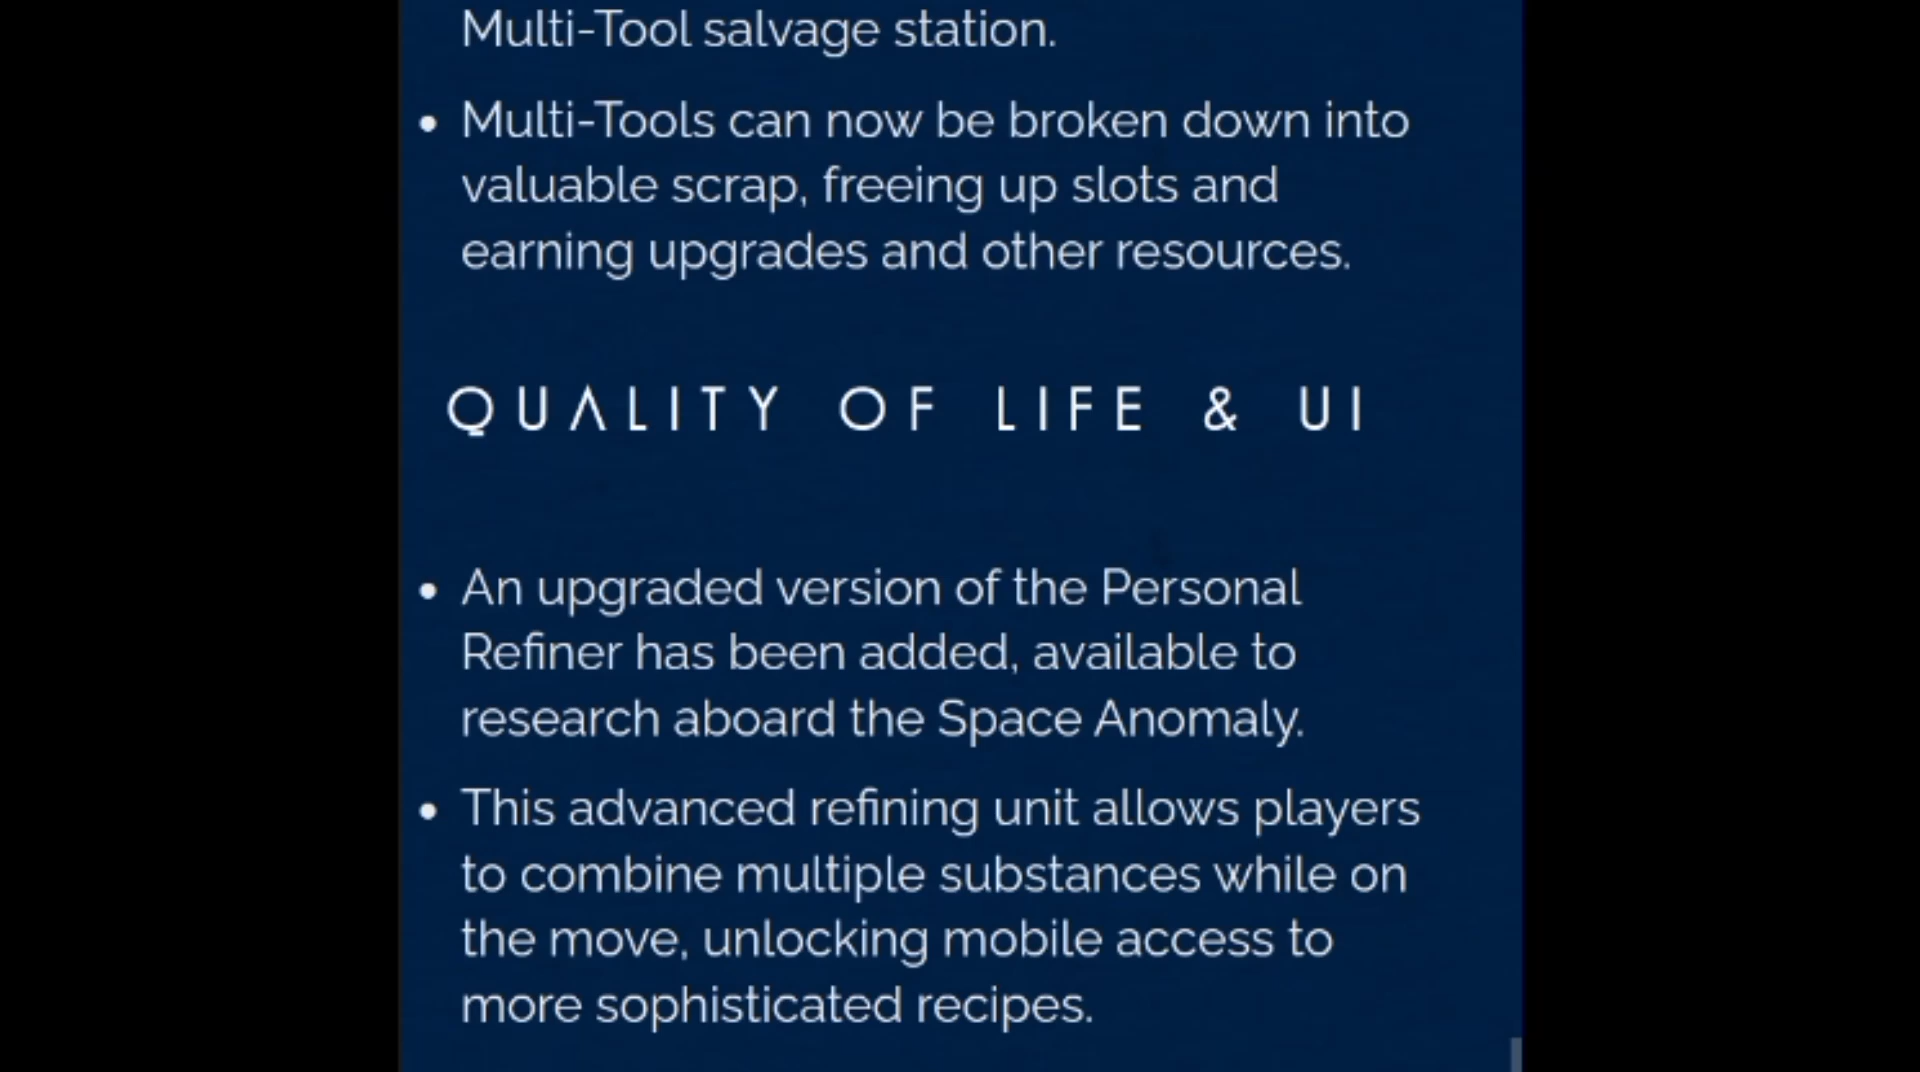 Multi-Tool salvage station.
• Multi-Tools can now be broken down into
valuable scrap, freeing up slots and
earning upgrades and other resources.
QUALITY OF LIFE & UI
• An upgraded version of the Personal
Refiner has been added, available to
research aboard the Space Anomaly.
• This advanced refining unit allows players
to combine multiple substances while on
the move, unlocking mobile access to
more sophisticated recipes.